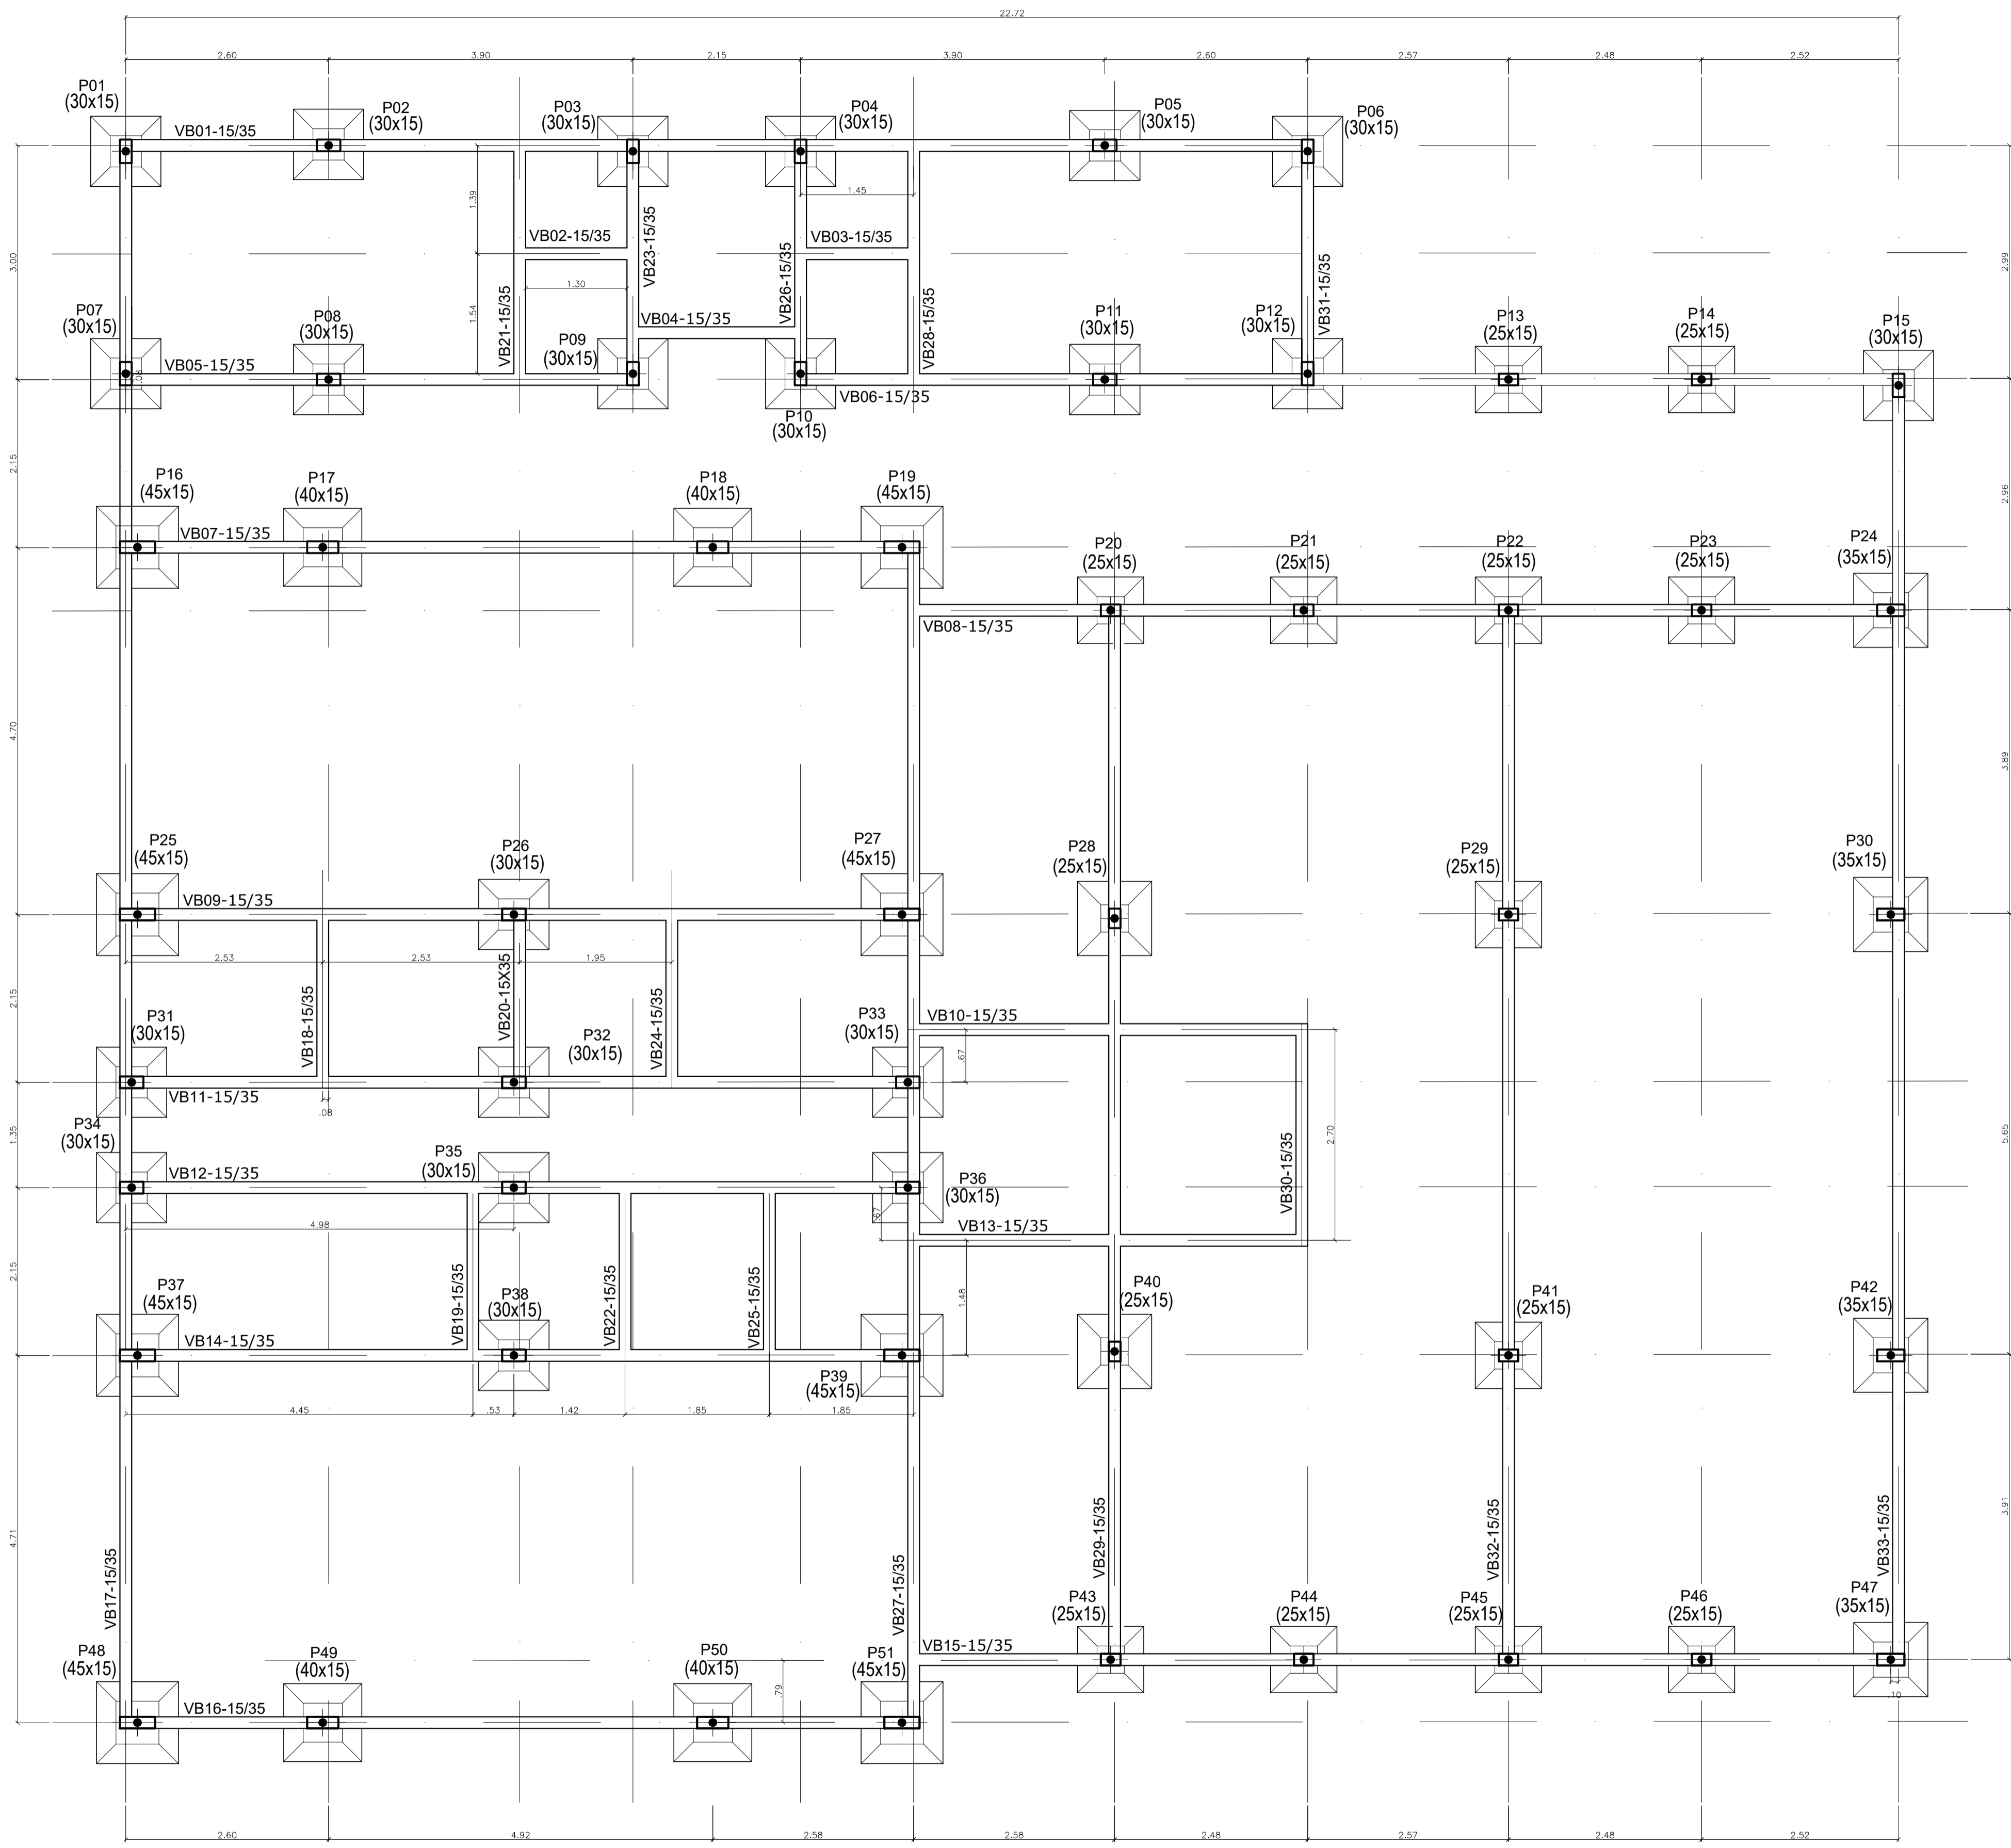 22.72
2.60
3.90
2.15
3.90
2.60
2.57
2.48
2.52
P01
(30x15)
P02
(30x15)
P03
(30x15)
P04
(30x15)
P05
(30x15)
P06
(30x15)
VB01-15/35
1.39
1.45
VB02-15/35
VB23-15/35
VB26-15/35
VB03-15/35
3.00
2.99
1.30
1.54
VB21-15/35
VB04-15/35
VB28-15/35
VB31-15/35
P07
(30x15)
P08
(30x15)
P09
(30x15)
P10
(30x15)
P11
(30x15)
P12
(30x15)
P13
(25x15)
P14
(25x15)
P15
(30x15)
VB05-15/35
.08
VB06-15/35
2.15
2.96
P16
(45x15)
P17
(40x15)
P18
(40x15)
P19
(45x15)
VB07-15/35
P20
(25x15)
P21
(25x15)
P22
(25x15)
P23
(25x15)
P24
(35x15)
VB08-15/35
4.70
3.89
P25
(45x15)
P26
(30x15)
P27
(45x15)
P28
(25x15)
P29
(25x15)
P30
(35x15)
VB09-15/35
2.53
2.53
1.95
2.15
VB18-15/35
VB20-15X35
VB24-15/35
P31
(30x15)
P32
(30x15)
P33
(30x15)
VB10-15/35
.67
VB11-15/35
.08
1.35
2.70
VB30-15/35
5.65
P34
(30x15)
P35
(30x15)
P36
(30x15)
VB12-15/35
4.98
.67
VB13-15/35
2.15
VB19-15/35
VB22-15/35
VB25-15/35
1.48
P37
(45x15)
P38
(30x15)
P39
(45x15)
P40
(25x15)
P41
(25x15)
P42
(35x15)
VB14-15/35
4.45
.53
1.42
1.85
1.85
4.71
3.91
VB17-15/35
VB27-15/35
VB29-15/35
VB32-15/35
VB33-15/35
P43
(25x15)
P44
(25x15)
P45
(25x15)
P46
(25x15)
P47
(35x15)
VB15-15/35
.10
P48
(45x15)
P49
(40x15)
P50
(40x15)
P51
(45x15)
.79
VB16-15/35
2.60
4.92
2.58
2.58
2.48
2.57
2.48
2.52